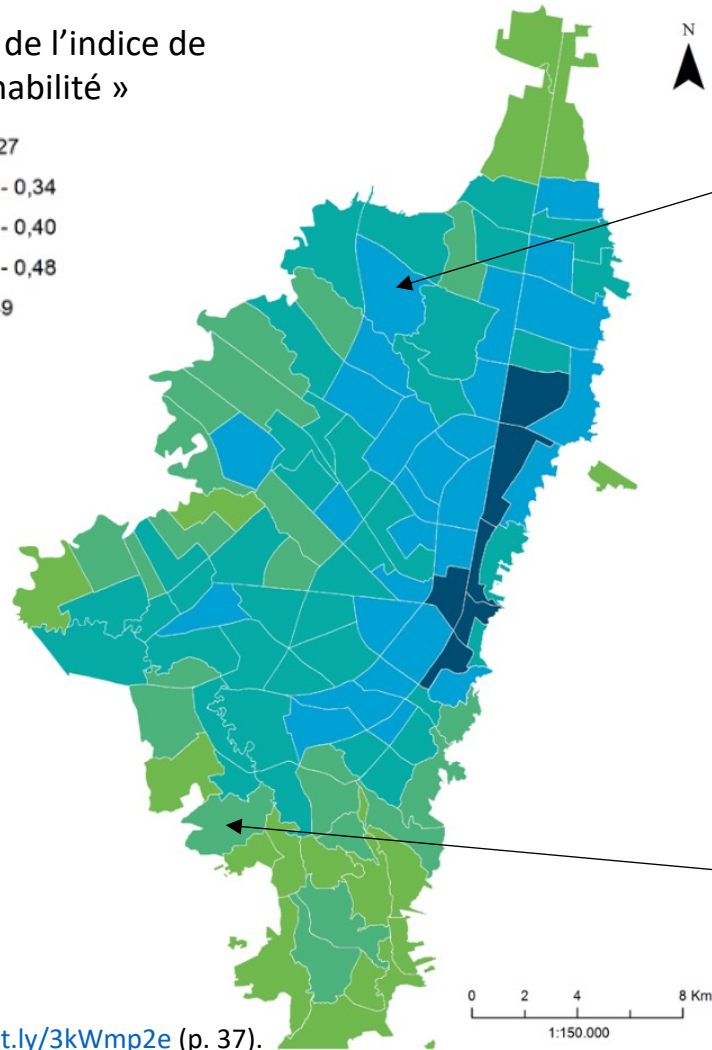 de l’indice de
nabilité »
27
- 0,34
- 0,40
- 0,48
9
N
0 2 4 8 Km
1:150.000
t.ly/3kWmp2e (p. 37).